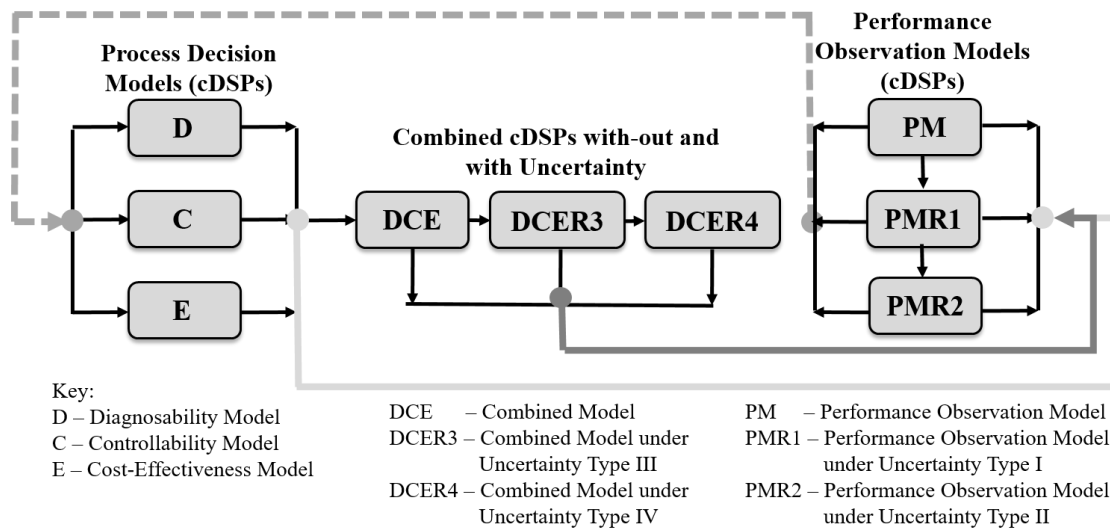 Process Decision
Models (cDSPs)
D
C
E
Combined cDSPs with-out and
with Uncertainty
DCE
DCER3
DCER4
Performance
Observation Models
(cDSPs)
PM
PMR1
PMR2
Key:
D – Diagnosability Model
C – Controllability Model
E – Cost-Effectiveness Model
DCE – Combined Model
DCER3 – Combined Model under
Uncertainty Type III
DCER4 – Combined Model under
Uncertainty Type IV
PM – Performance Observation Model
PMR1 – Performance Observation Model
under Uncertainty Type I
PMR2 – Performance Observation Model
under Uncertainty Type II